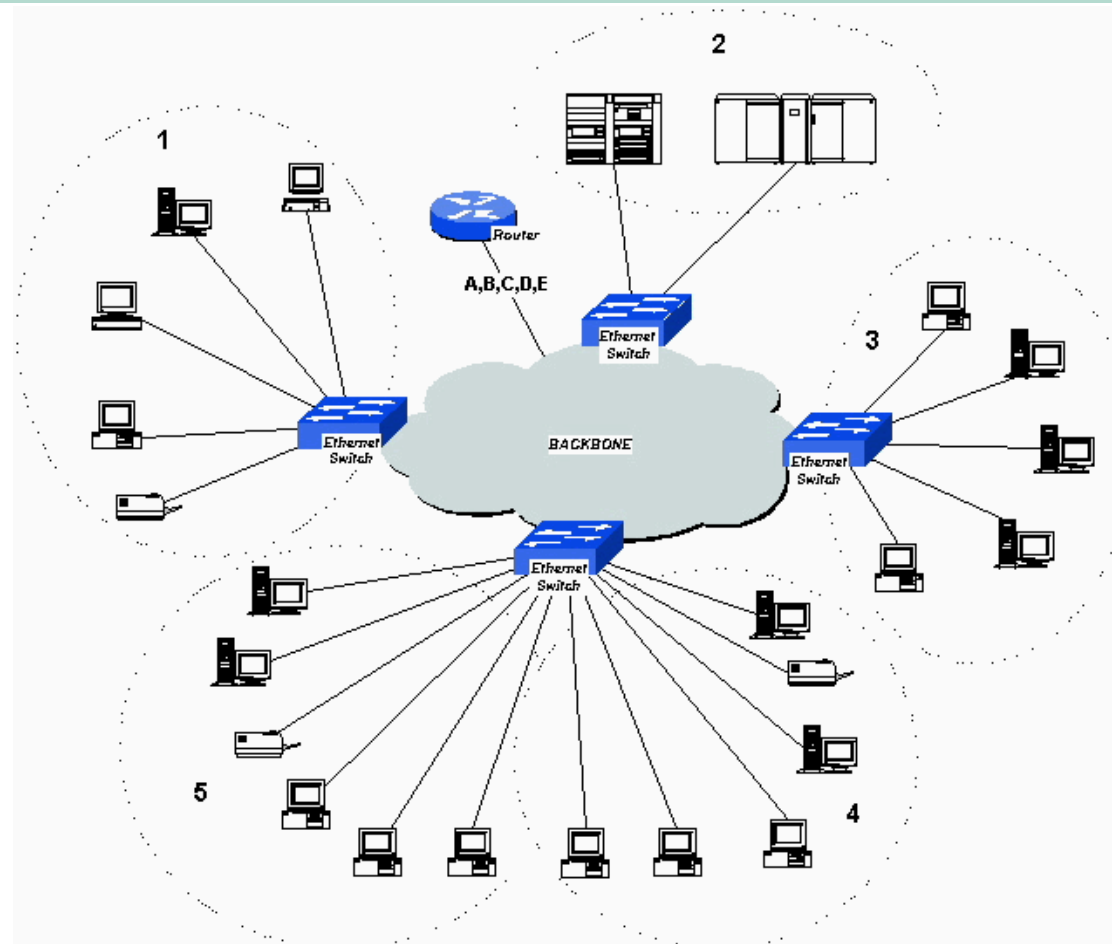 2
1
Router
A,B,C,D,E
Ethernet
Switch
3
Ethernet
Switch
BACKBONE
Ethernet
Switch
Ethernet
Switch
5
4